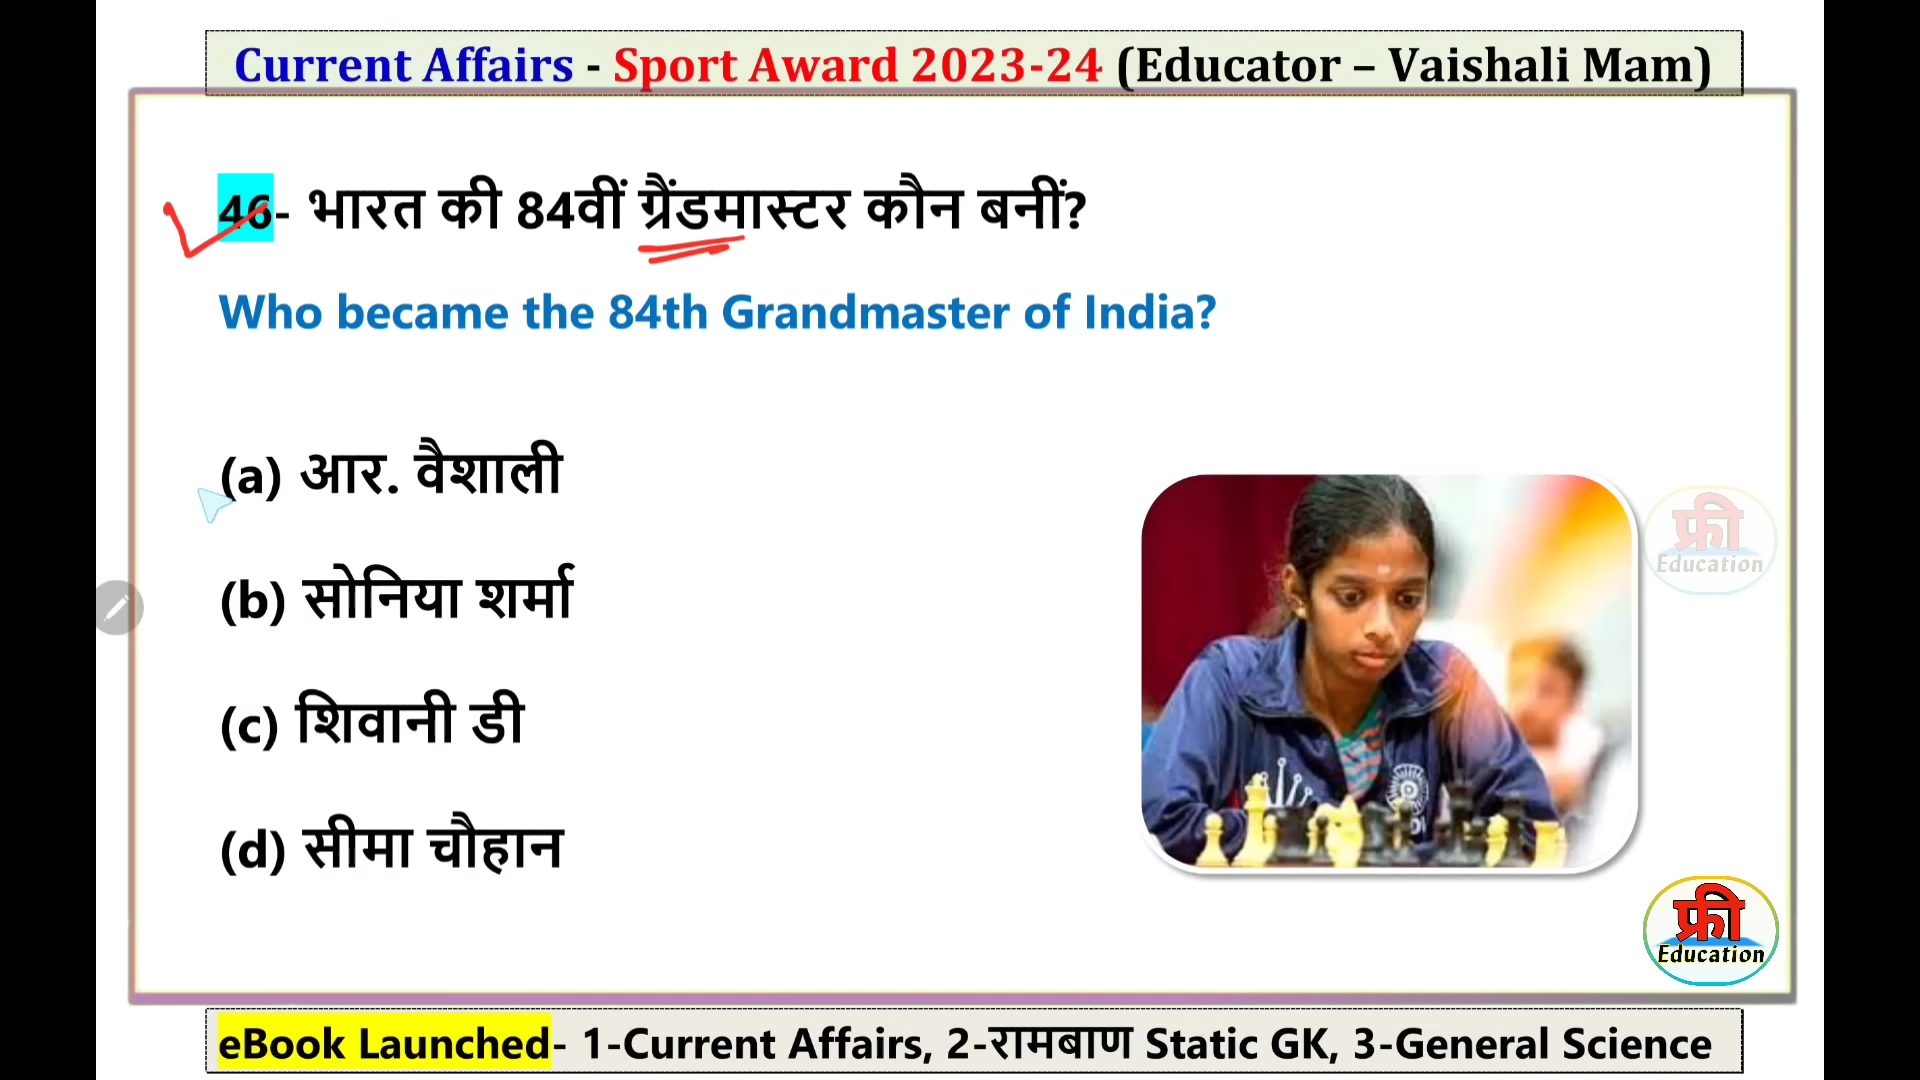 Current Affairs - Sport Award 2023-24 (Educator – Vaishali Mam)
46- भारत की 84वीं ग्रैंडमास्टर कौन बनीं?
Who became the 84th Grandmaster of India?
(a) आर. वैशाली
(b) सोनिया शर्मा
(c) शिवानी डी
(d) सीमा चौहान
फ्री
Education
फ्री
Education
eBook Launched- 1-Current Affairs, 2-रामबाण Static GK, 3-General Science